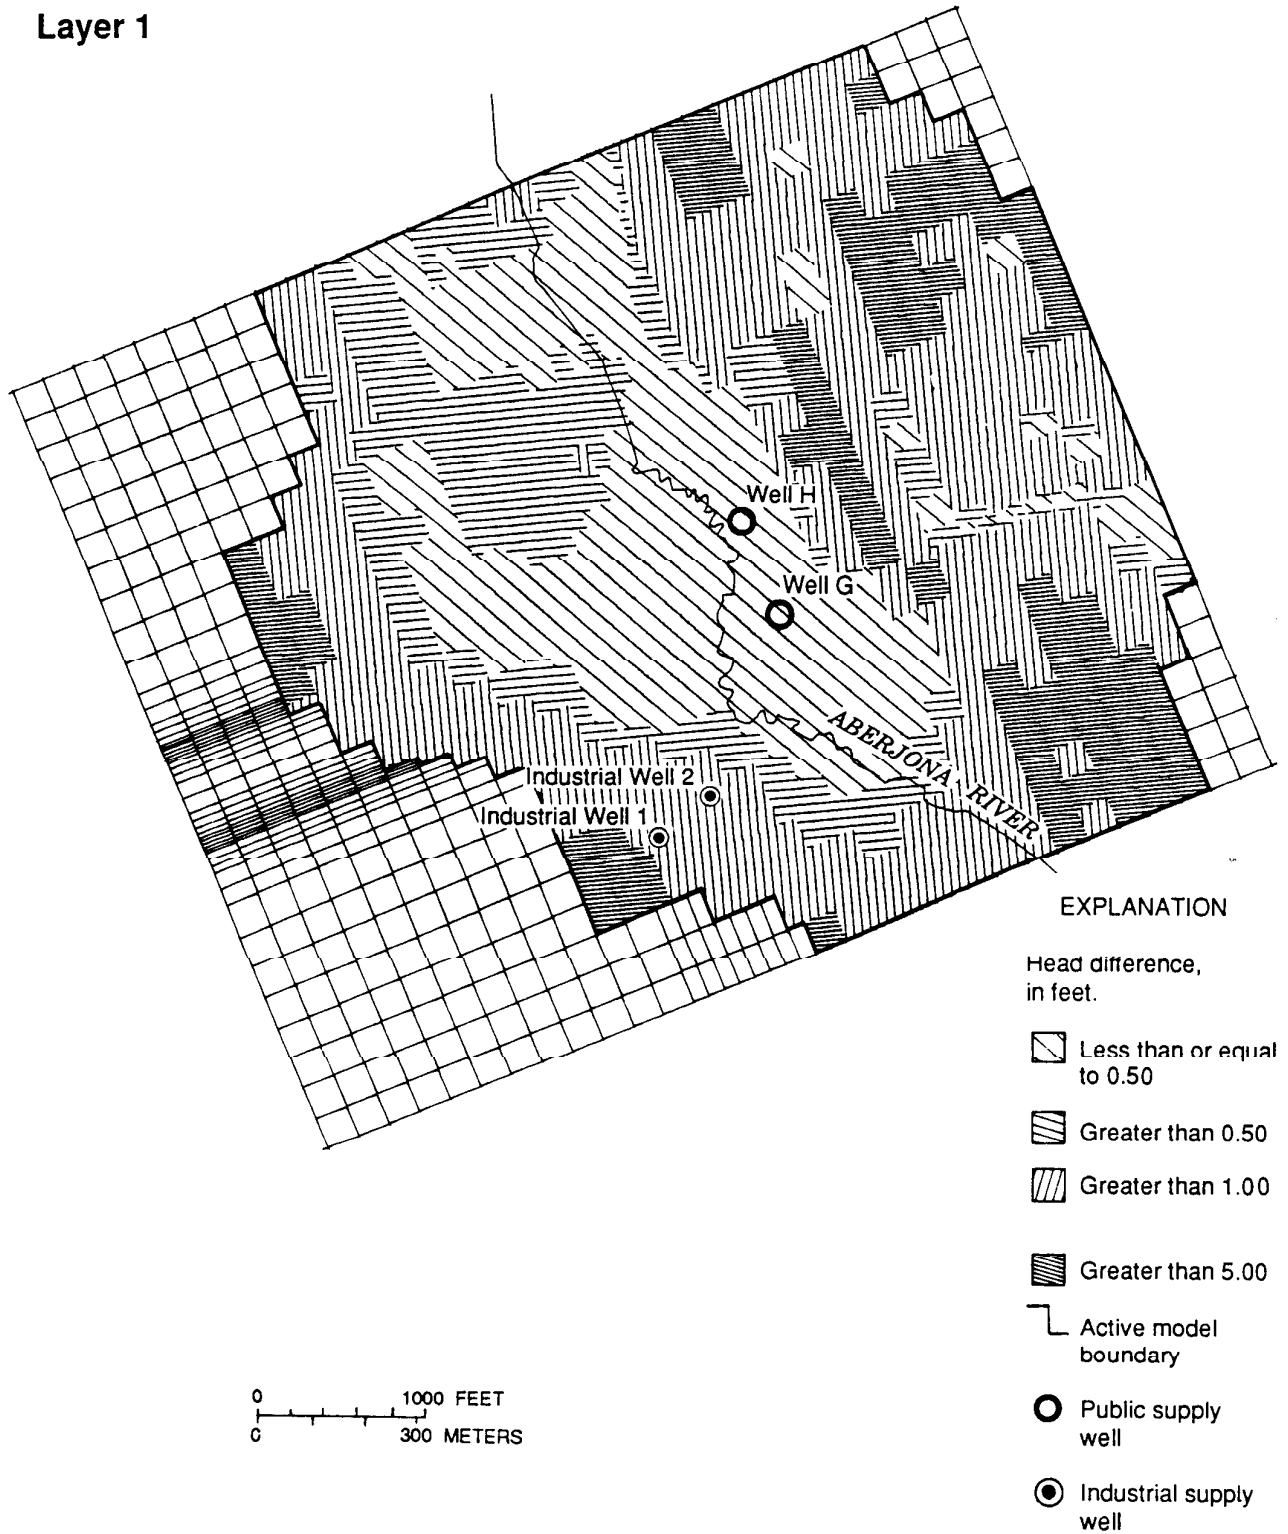 Layer 1
Well H
Well G
ABERJONA RIVER
Industrial Well 2
Industrial Well 1
EXPLANATION
Head difference,
in feet.
Less than or equal
to 0.50
Greater than 0.50
Greater than 1.00
Greater than 5.00
Active model
boundary
Public supply
well
Industrial supply
well
0 1000 FEET
0 300 METERS